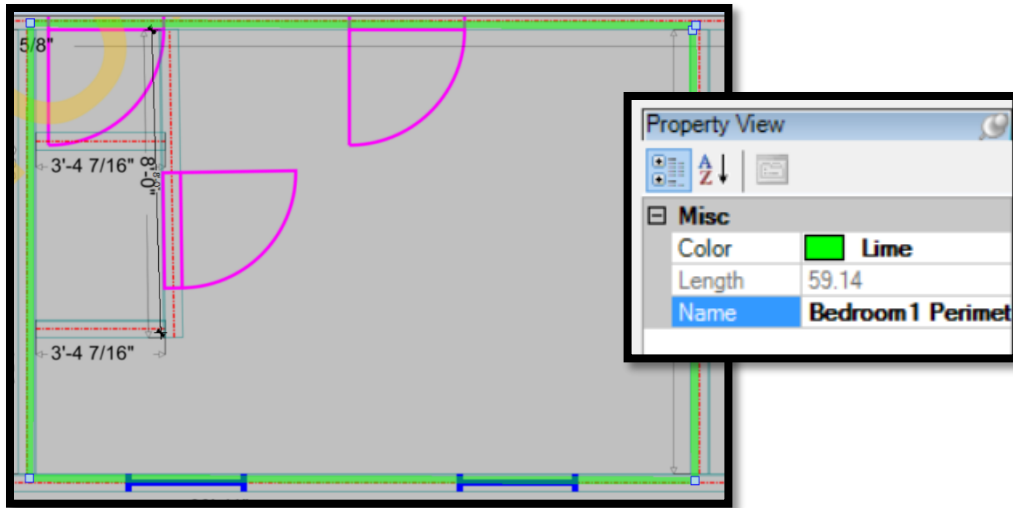 5/8"
3'-4 7/16"
8'-0"
3'-4 7/16"
Property View
A
Z
Misc
Color Lime
Length 59.14
Name Bedroom1 Perimet